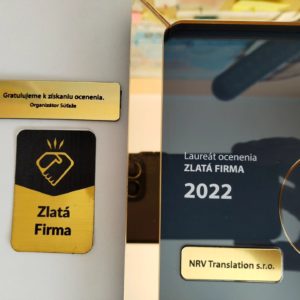 Gratulujeme k získaniu ocenenia.
Organizátor Súťaže
Zlatá
Firma
Laureát ocenenia
ZLATÁ FIRMA
2022
NRV Translation s.r.o.